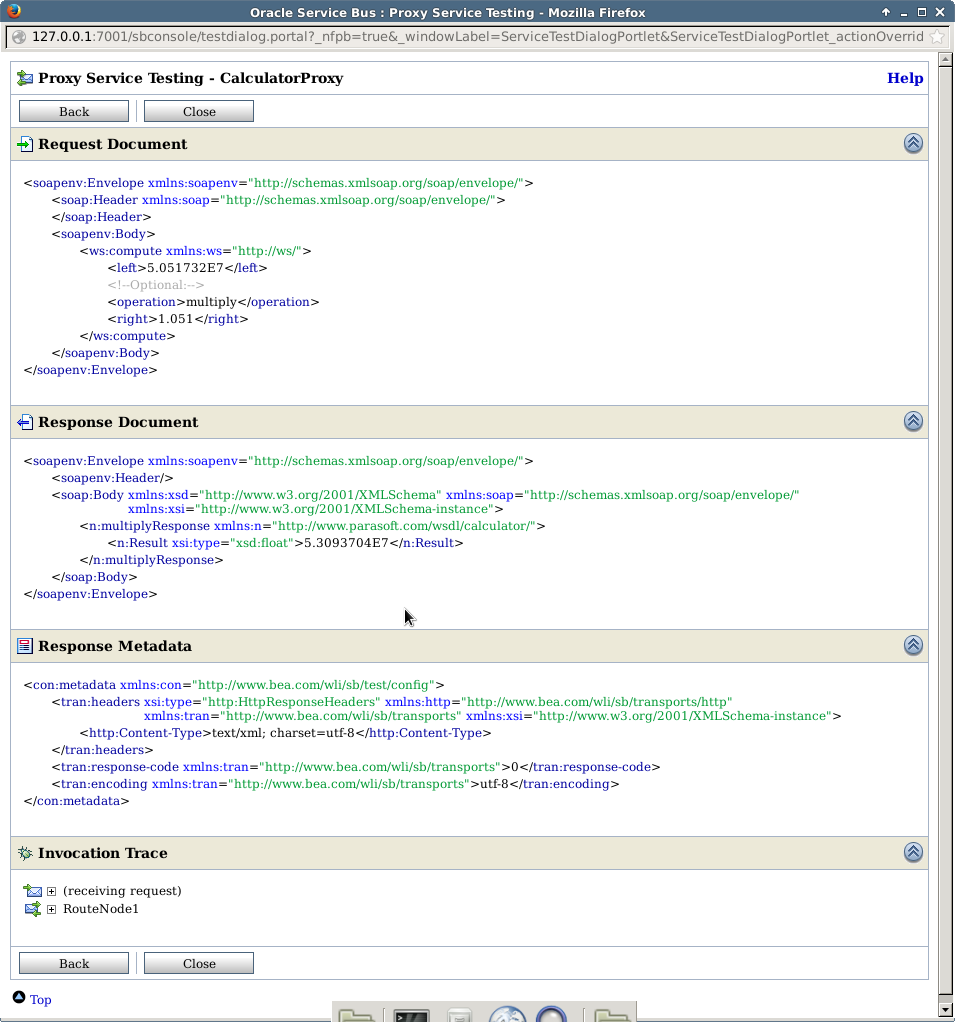 Oracle Service Bus : Proxy Service Testing - Mozilla Firefox
127.0.0.1:7001/sbconsole/testdialog.portal?_nfpb=true&_windowLabel=ServiceTestDialogPortlet&ServiceTestDialogPortlet_actionOverrid
Proxy Service Testing - CalculatorProxy Help
Back Close
Request Document
<soapenv:Envelope xmlns:soapenv="http://schemas.xmlsoap.org/soap/envelope/">
<soap:Header xmlns:soap="http://schemas.xmlsoap.org/soap/envelope/">
</soap:Header>
<soapenv:Body>
<ws:compute xmlns:ws="http://ws/">
<left>5.051732E7</left>
<!--Optional:-->
<operation>multiply</operation>
<right>1.051</right>
</ws:compute>
</soapenv:Body>
</soapenv:Envelope>
Response Document
<soapenv:Envelope xmlns:soapenv="http://schemas.xmlsoap.org/soap/envelope/">
<soapenv:Header/>
<soap:Body xmlns:xsd="http://www.w3.org/2001/XMLSchema" xmlns:soap="http://schemas.xmlsoap.org/soap/envelope/"
xmlns:xsi="http://www.w3.org/2001/XMLSchema-instance">
<n:multiplyResponse xmlns:n="http://www.parasoft.com/wsdl/calculator/">
<n:Result xsi:type="xsd:float">5.3093704E7</n:Result>
</n:multiplyResponse>
</soap:Body>
</soapenv:Envelope>
Response Metadata
<con:metadata xmlns:con="http://www.bea.com/wli/sb/test/config">
<tran:headers xsi:type="http:HttpResponseHeaders" xmlns:http="http://www.bea.com/wli/sb/transports/http"
xmlns:tran="http://www.bea.com/wli/sb/transports" xmlns:xsi="http://www.w3.org/2001/XMLSchema-instance">
<http:Content-Type>text/xml; charset=utf-8</http:Content-Type>
</tran:headers>
<tran:response-code xmlns:tran="http://www.bea.com/wli/sb/transports">0</tran:response-code>
<tran:encoding xmlns:tran="http://www.bea.com/wli/sb/transports">utf-8</tran:encoding>
</con:metadata>
Invocation Trace
(receiving request)
RouteNode1
Back Close
Top